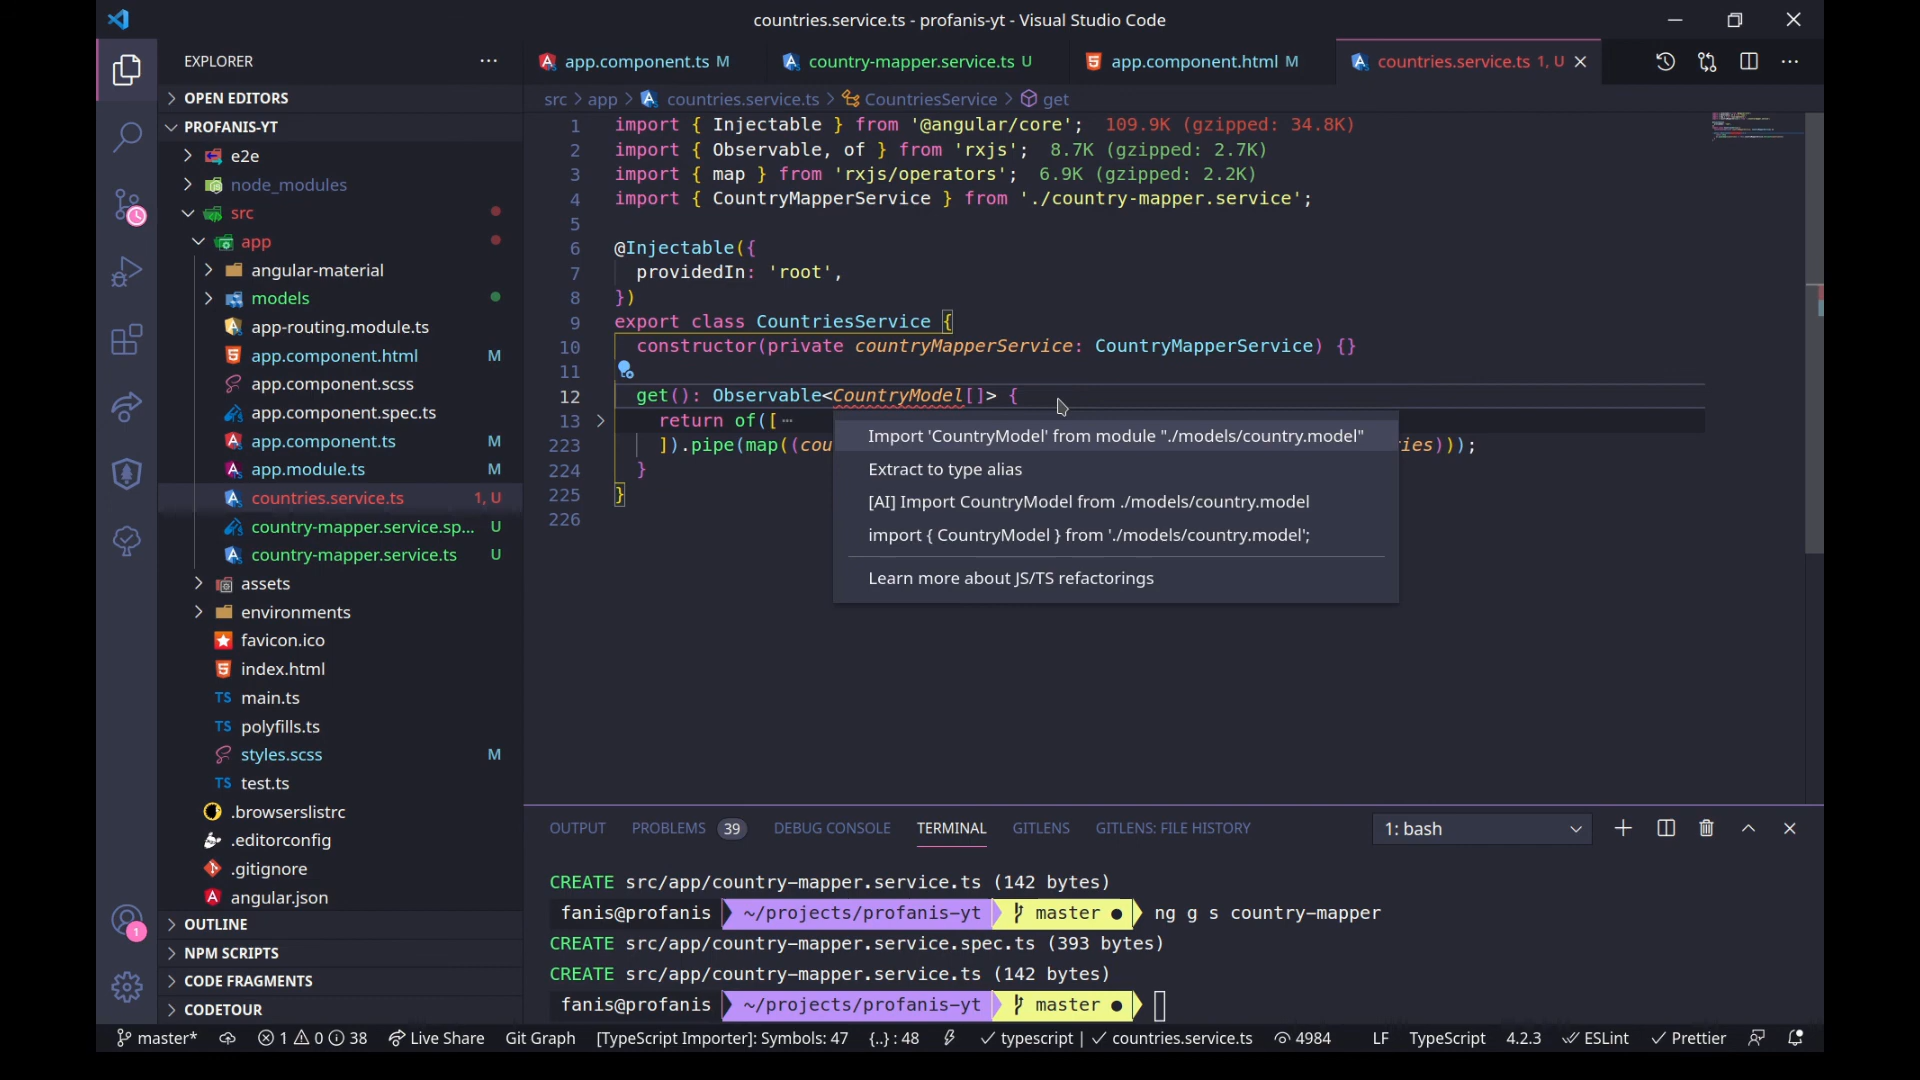 countries.service.ts - profanis-yt - Visual Studio Code
EXPLORER
app.component.ts M
country-mapper.service.ts U
app.component.html M
countries.service.ts 1, U
src > app > countries.service.ts > CountriesService > get
OPEN EDITORS
PROFANIS-YT
e2e
node_modules
src
app
angular-material
models
app-routing.module.ts
app.component.html M
app.component.scss
app.component.spec.ts
app.component.ts M
app.module.ts M
countries.service.ts 1, U
country-mapper.service.sp... U
country-mapper.service.ts U
assets
environments
favicon.ico
index.html
TS main.ts
TS polyfills.ts
styles.scss M
TS test.ts
.browserslistrc
.editorconfig
.gitignore
angular.json
OUTLINE
NPM SCRIPTS
CODE FRAGMENTS
CODETOUR
1 import { Injectable } from '@angular/core'; 109.9K (gzipped: 34.8K)
2 import { Observable, of } from 'rxjs'; 8.7K (gzipped: 2.7K)
3 import { map } from 'rxjs/operators'; 6.9K (gzipped: 2.2K)
4 import { CountryMapperService } from './country-mapper.service';
5
6 @Injectable({
7 providedIn: 'root',
8 })
9 export class CountriesService {
10 constructor(private countryMapperService: CountryMapperService) {}
11
12 get(): Observable<CountryModel[]> {
13 return of([ ⋯
223 ]).pipe(map((cou ies)));
224 }
225 }
226
Import 'CountryModel' from module "./models/country.model"
Extract to type alias
[AI] Import CountryModel from ./models/country.model
import { CountryModel } from './models/country.model';
Learn more about JS/TS refactorings
OUTPUT PROBLEMS 39 DEBUG CONSOLE TERMINAL GITLENS GITLENS: FILE HISTORY
1: bash
CREATE src/app/country-mapper.service.ts (142 bytes)
fanis@profanis ~/projects/profanis-yt master ● ng g s country-mapper
CREATE src/app/country-mapper.service.spec.ts (393 bytes)
CREATE src/app/country-mapper.service.ts (142 bytes)
fanis@profanis ~/projects/profanis-yt master ●
1
master* 1 0 38 Live Share Git Graph [TypeScript Importer]: Symbols: 47 {..} : 48 typescript | countries.service.ts 4984 LF TypeScript 4.2.3 ESLint Prettier